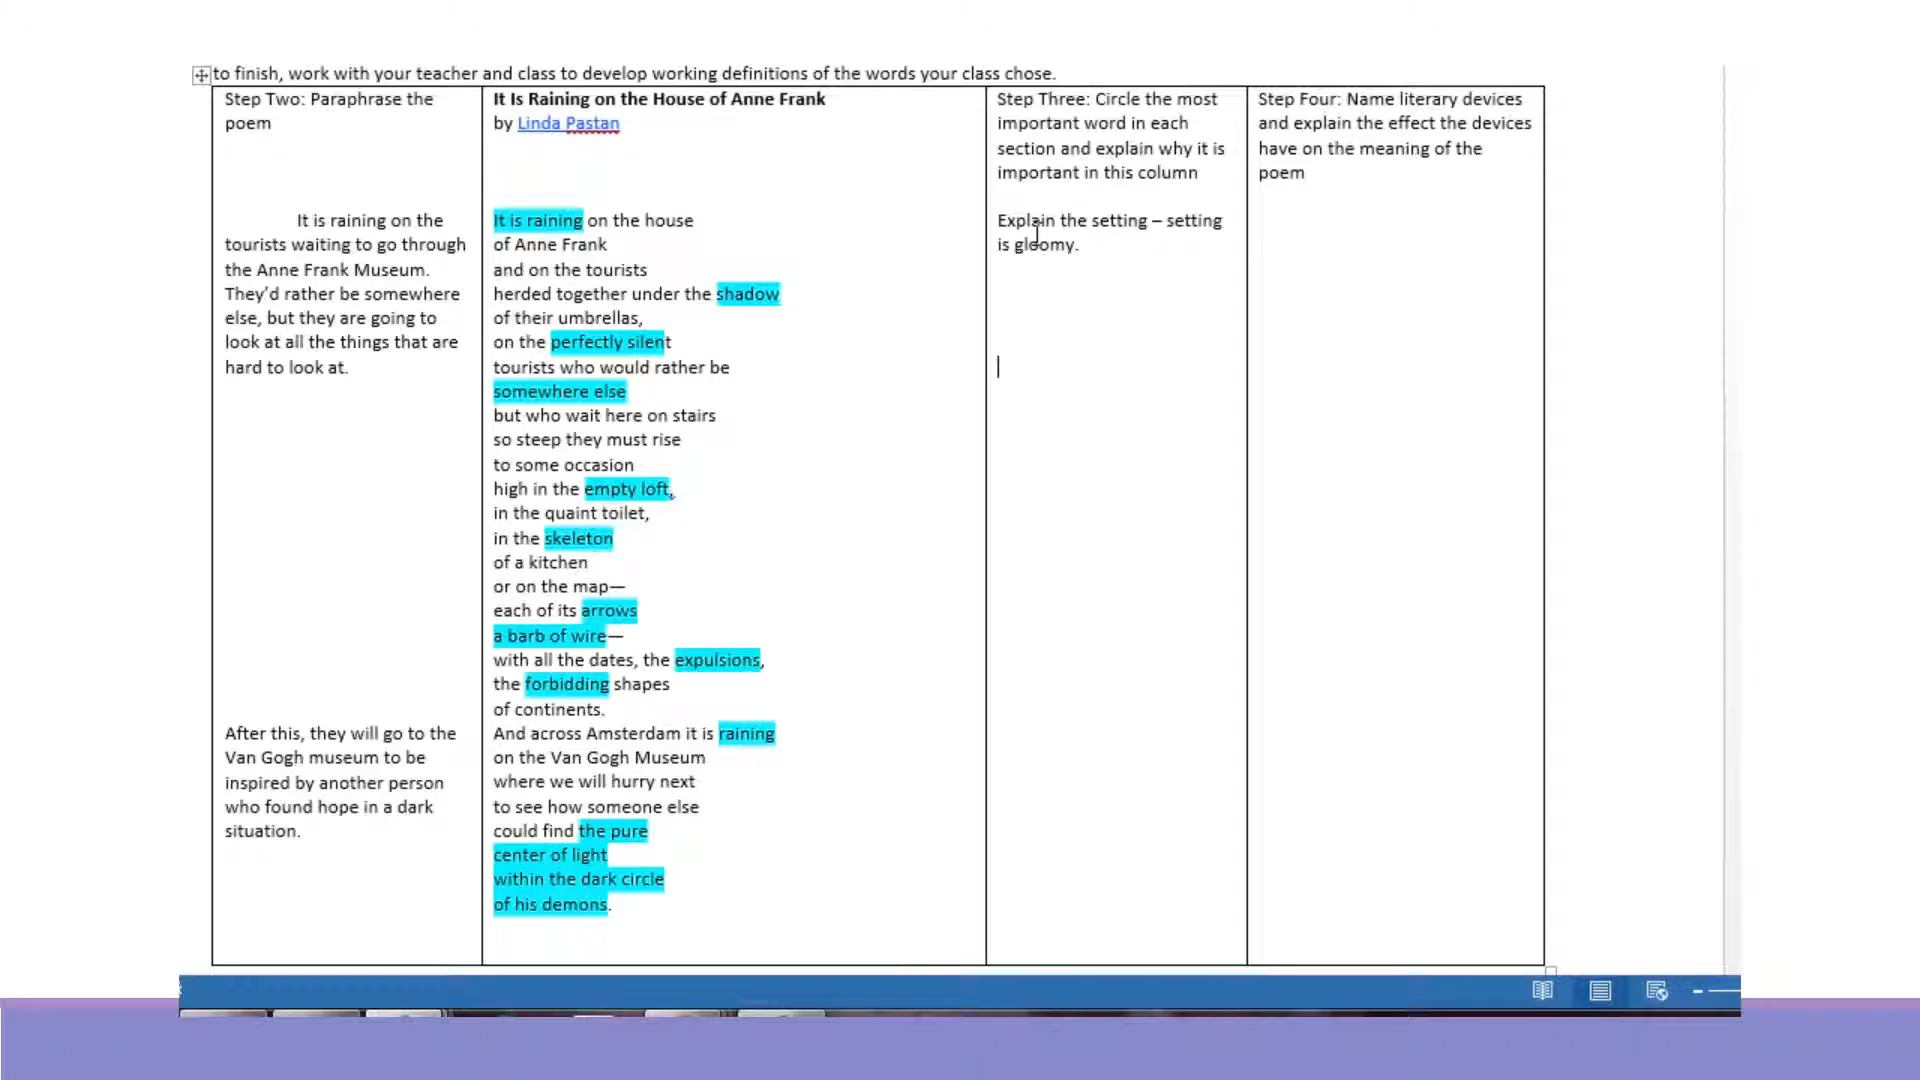 to finish, work with your teacher and class to develop working definitions of the words your class chose.
Step Two: Paraphrase the
poem
It is raining on the
tourists waiting to go through
the Anne Frank Museum.
They'd rather be somewhere
else, but they are going to
look at all the things that are
hard to look at.
After this, they will go to the
Van Gogh museum to be
inspired by another person
who found hope in a dark
situation.
It Is Raining on the House of Anne Frank
by Linda Pastan
It is raining on the house
of Anne Frank
and on the tourists
herded together under the shadow
of their umbrellas,
on the perfectly silent
tourists who would rather be
somewhere else
but who wait here on stairs
so steep they must rise
to some occasion
high in the empty loft,
in the quaint toilet,
in the skeleton
of a kitchen
or on the map—
each of its arrows
a barb of wire—
with all the dates, the expulsions,
the forbidding shapes
of continents.
And across Amsterdam it is raining
on the Van Gogh Museum
where we will hurry next
to see how someone else
could find the pure
center of light
within the dark circle
of his demons.
Step Three: Circle the most
important word in each
section and explain why it is
important in this column
Explain the setting – setting
is gloomy.
Step Four: Name literary devices
and explain the effect the devices
have on the meaning of the
poem